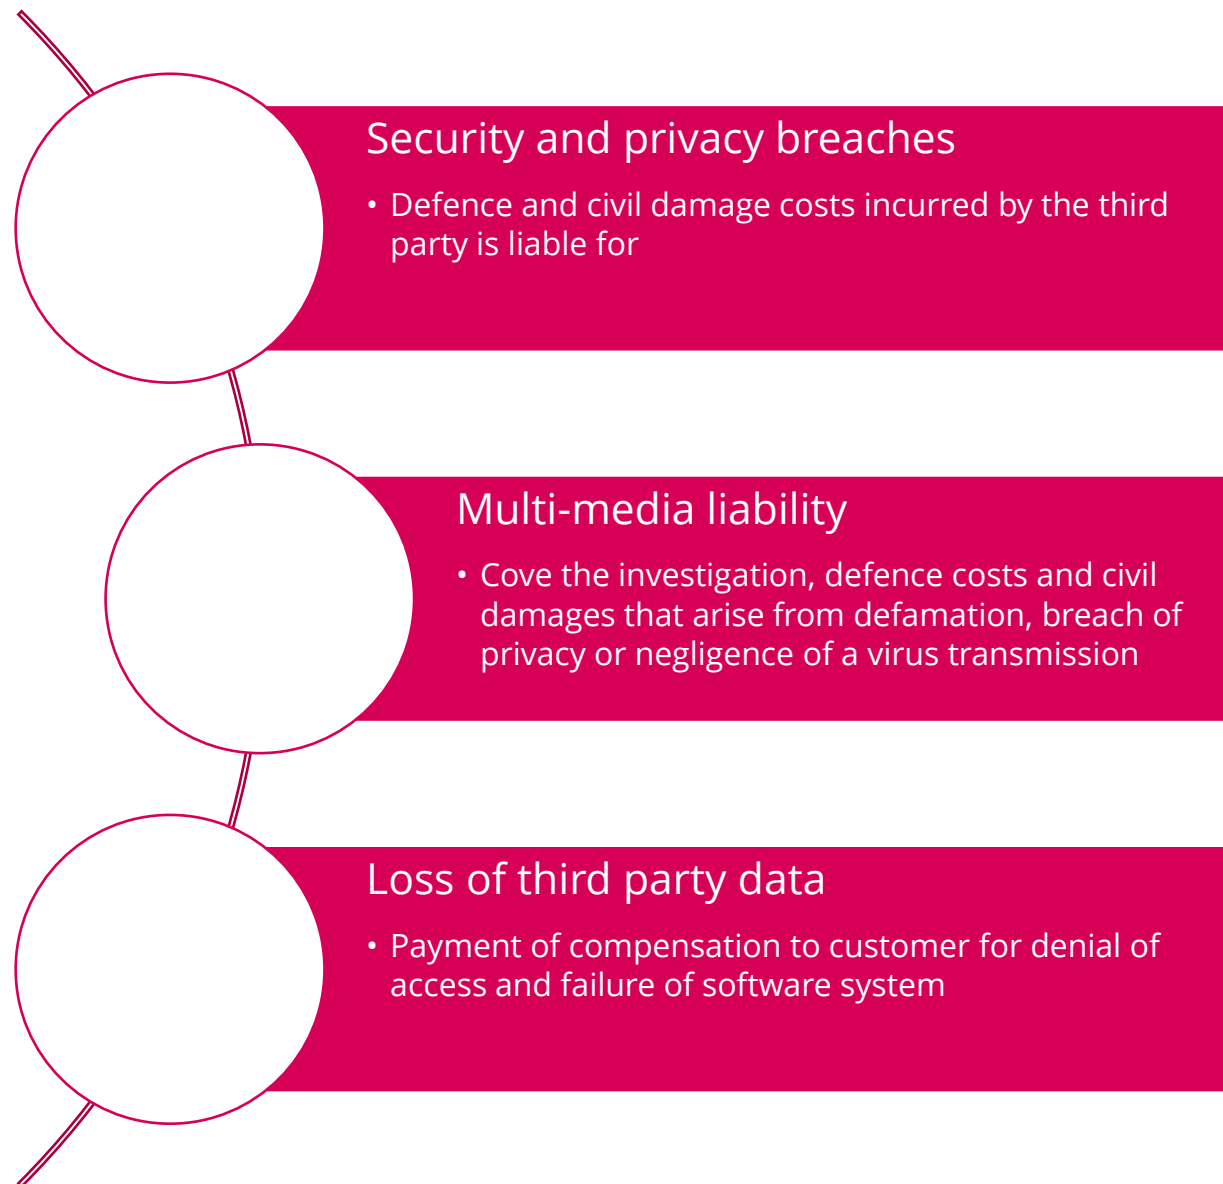 Security and privacy breaches
• Defence and civil damage costs incurred by the third
party is liable for
Multi-media liability
• Cove the investigation, defence costs and civil
damages that arise from defamation, breach of
privacy or negligence of a virus transmission
Loss of third party data
• Payment of compensation to customer for denial of
access and failure of software system